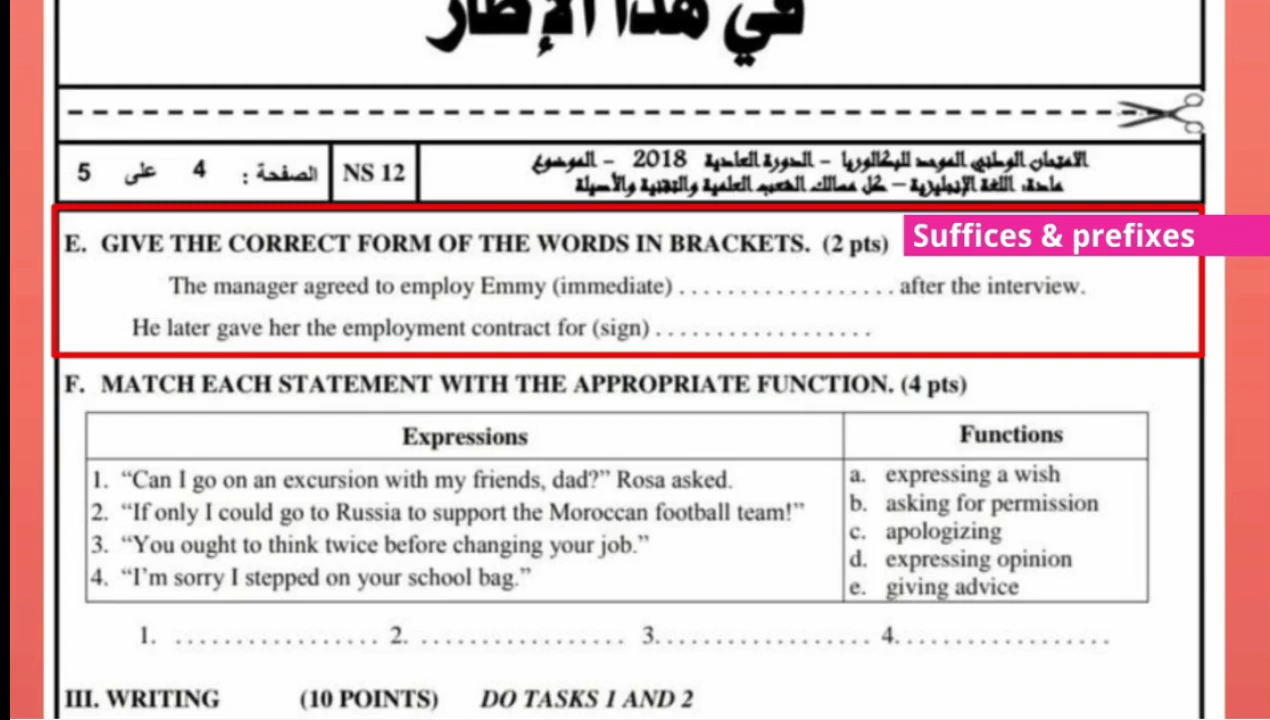 في هذا الإطار
الصفحة : 4 على 5
NS 12
الامتحان الوطني الموحد للبكالوريا – الدورة العادية 2018 – الموضوع
مادة: اللغة الإنجليزية – كل مسالك الشعب العلمية والتقنية والأصيلة
E. GIVE THE CORRECT FORM OF THE WORDS IN BRACKETS. (2 pts)
Suffices & prefixes
The manager agreed to employ Emmy (immediate) . . . . . . . . . . . . . . . . . . after the interview.
He later gave her the employment contract for (sign) . . . . . . . . . . . . . . . . . .
F. MATCH EACH STATEMENT WITH THE APPROPRIATE FUNCTION. (4 pts)
Expressions
1. “Can I go on an excursion with my friends, dad?” Rosa asked.
2. “If only I could go to Russia to support the Moroccan football team!”
3. “You ought to think twice before changing your job.”
4. “I’m sorry I stepped on your school bag.”
Functions
a. expressing a wish
b. asking for permission
c. apologizing
d. expressing opinion
e. giving advice
1. . . . . . . . . . . . . . . . . . 2. . . . . . . . . . . . . . . . . . 3. . . . . . . . . . . . . . . . . . 4. . . . . . . . . . . . . . . . . .
III. WRITING (10 POINTS) DO TASKS 1 AND 2